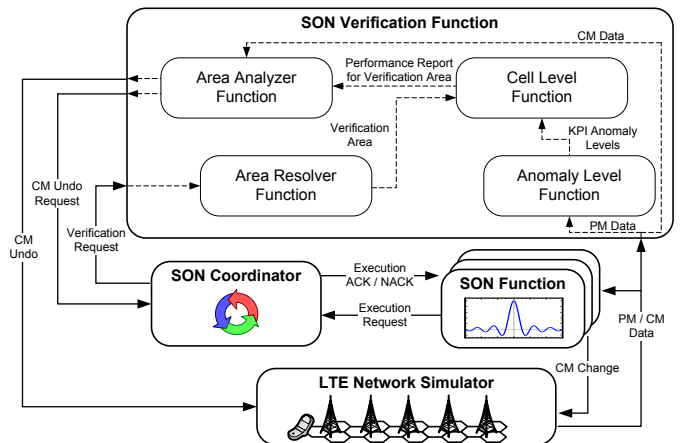 SON Verification Function
CM Data
Area Analyzer
Function
Performance Report
for Verification Area
Cell Level
Function
Verification
Area
KPI Anomaly
Levels
Area Resolver
Function
Anomaly Level
Function
PM Data
CM
Undo
CM Undo
Request
Verification
Request
SON Coordinator
Execution
ACK / NACK
Execution
Request
SON Function
PM / CM
Data
CM Change
LTE Network Simulator